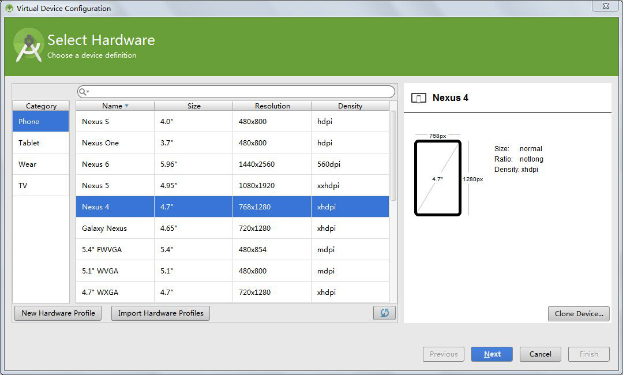 Virtual Device Configuration
Select Hardware
Choose a device definition
Category
Phone
Tablet
Wear
TV
Name Size Resolution Density
Nexus S 4.0" 480x800 hdpi
Nexus One 3.7" 480x800 hdpi
Nexus 6 5.96" 1440x2560 560dpi
Nexus 5 4.95" 1080x1920 xxhdpi
Nexus 4 4.7" 768x1280 xhdpi
Galaxy Nexus 4.65" 720x1280 xhdpi
5.4" FWVGA 5.4" 480x854 mdpi
5.1" WVGA 5.1" 480x800 mdpi
4.7" WXGA 4.7" 720x1280 xhdpi
New Hardware Profile Import Hardware Profiles
Nexus 4
768px
4.7"
1280px
Size: normal
Ratio: notlong
Density: xhdpi
Clone Device...
Previous Next Cancel Finish